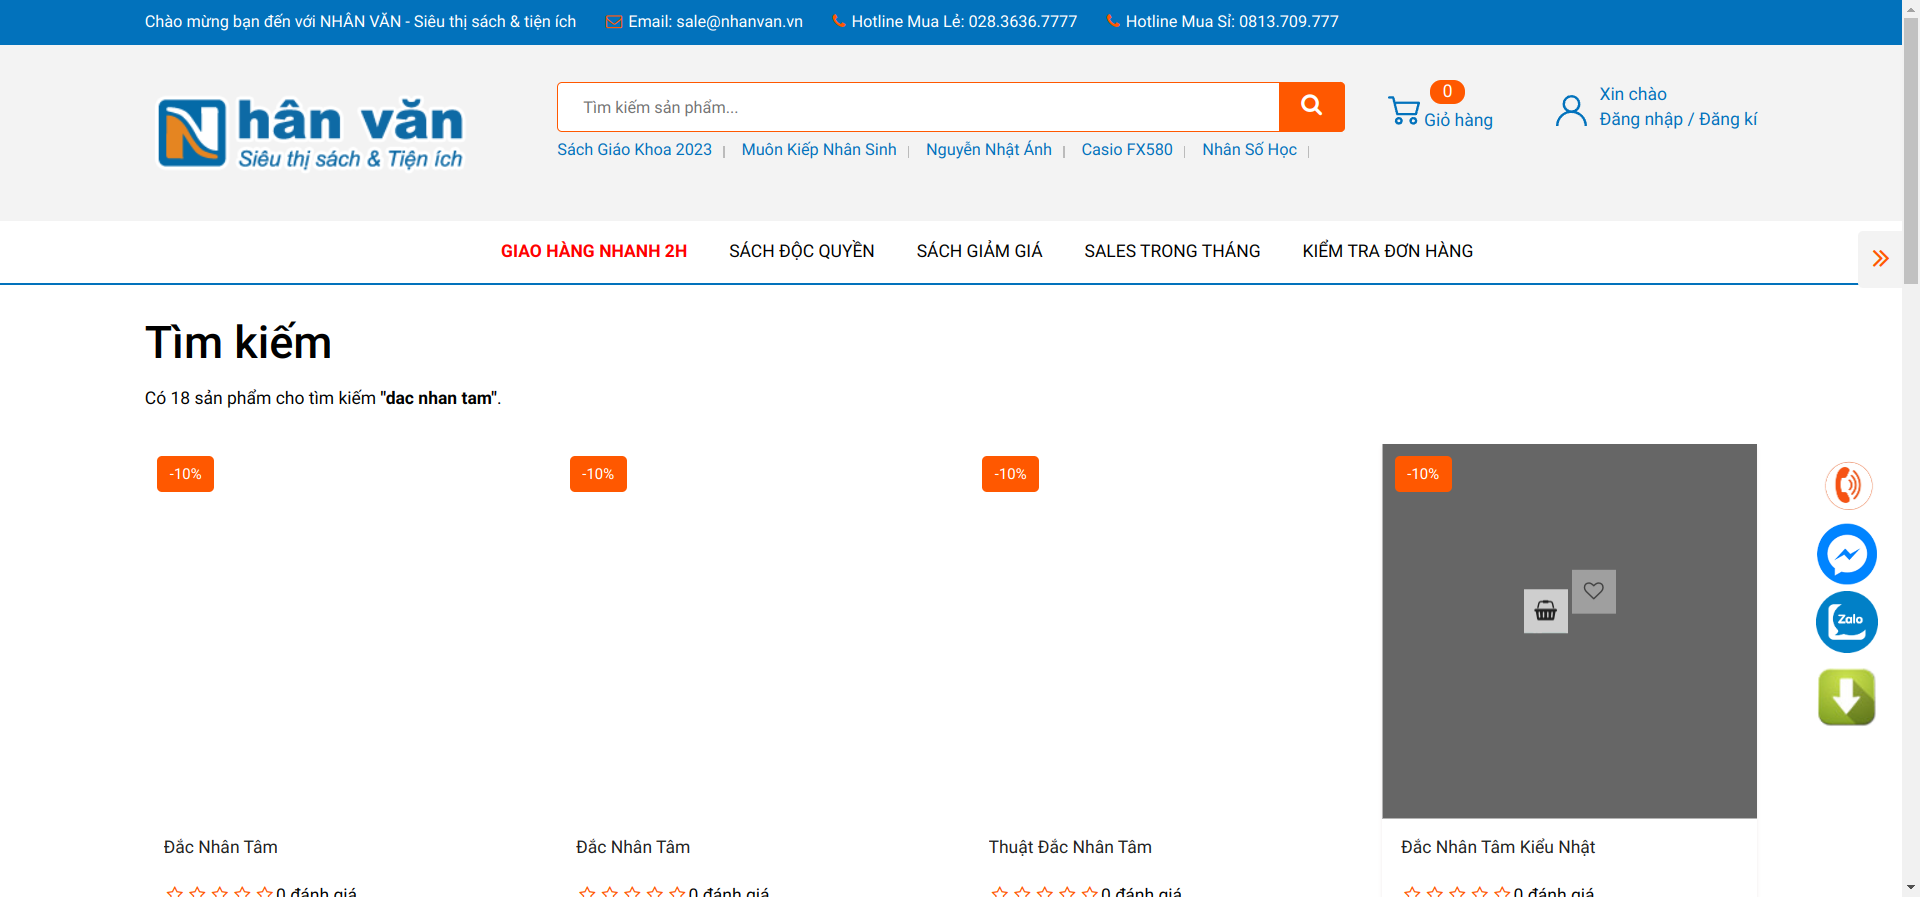 Chào mừng bạn đến với NHÂN VĂN - Siêu thị sách & tiện ích Email: sale@nhanvan.vn Hotline Mua Lẻ: 028.3636.7777 Hotline Mua Sỉ: 0813.709.777
N hân văn
Siêu thị sách & Tiện ích
Tìm kiếm sản phẩm...
Sách Giáo Khoa 2023 | Muôn Kiếp Nhân Sinh | Nguyễn Nhật Ánh | Casio FX580 | Nhân Số Học |
0
Giỏ hàng
Xin chào
Đăng nhập / Đăng kí
GIAO HÀNG NHANH 2H SÁCH ĐỘC QUYỀN SÁCH GIẢM GIÁ SALES TRONG THÁNG KIỂM TRA ĐƠN HÀNG
Tìm kiếm
Có 18 sản phẩm cho tìm kiếm "dac nhan tam".
-10% -10% -10% -10%
Zalo
Đắc Nhân Tâm Đắc Nhân Tâm Thuật Đắc Nhân Tâm Đắc Nhân Tâm Kiểu Nhật
0 đánh giá 0 đánh giá 0 đánh giá 0 đánh giá